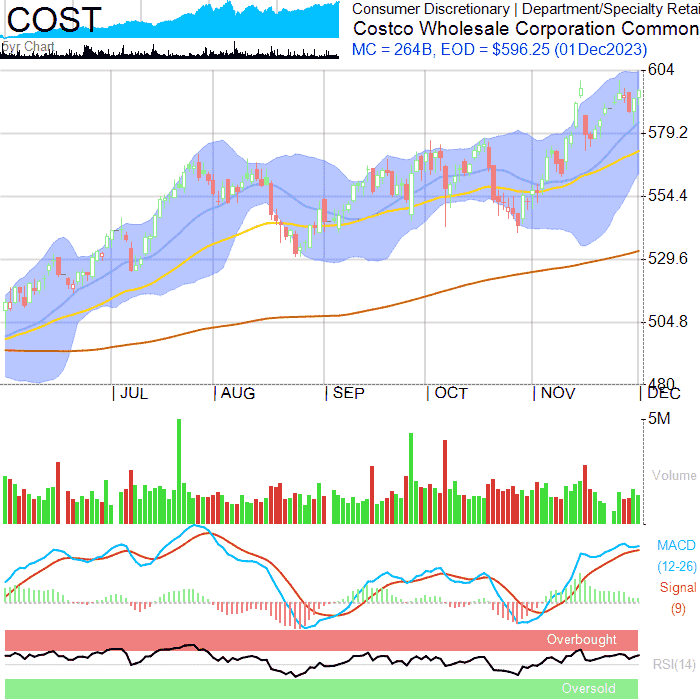 COST
5yr Chart
Consumer Discretionary | Department/Specialty Retai
Costco Wholesale Corporation Common
MC = 264B, EOD = $596.25 (01Dec2023)
604
579.2
554.4
529.6
504.8
480
JUL
AUG
SEP
OCT
NOV
DEC
5M
Volume
MACD
(12-26)
Signal
(9)
Overbought
RSI(14)
Oversold